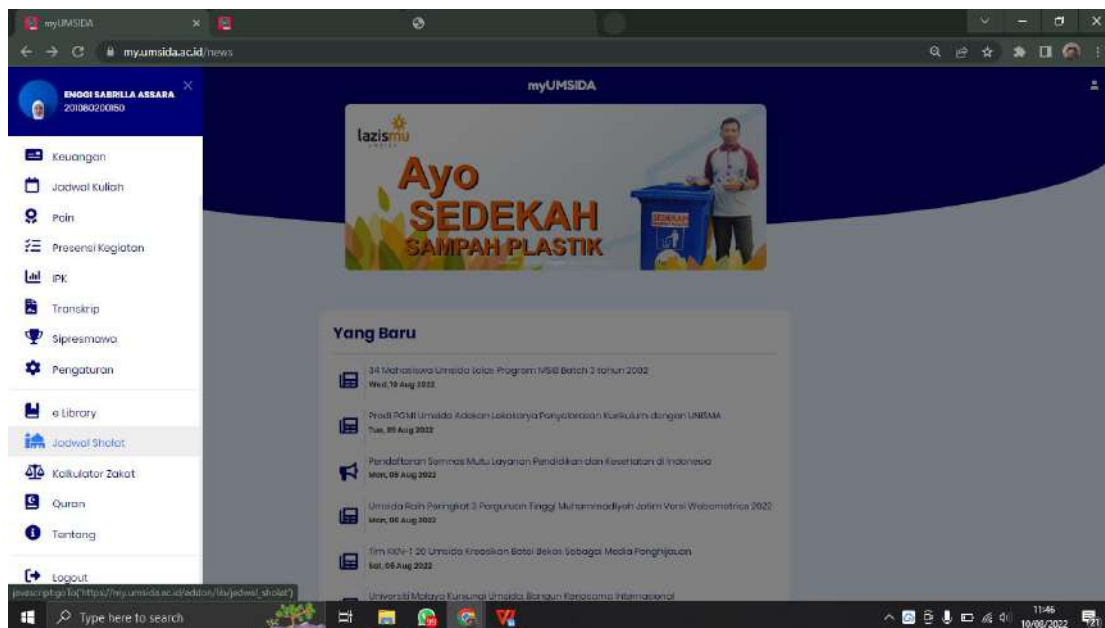 myUMSIDA
my.umsida.ac.id/news
ENGGI SABRILLA ASSARA
201080200150
Keuangan
Jadwal Kuliah
Poin
Presensi Kegiatan
IPK
Transkrip
Sipresmawa
Pengaturan
e Library
Jadwal Sholat
Kalkulator Zakat
Quran
Tentang
Logout
javascript:goTo('https://my.umsida.ac.id/addon/lib/jadwal_sholat')
myUMSIDA
lazismu
UMSIDA
Ayo
SEDEKAH
SAMPAH PLASTIK
SEDEKAH
Yang Baru
34 Mahasiswa Umsida Lolos Program MSIB Batch 3 tahun 2002
Wed, 10 Aug 2022
Prodi PGMI Umsida Adakan Lokakarya Penyelarasan Kurikulum dengan UNISMA
Tue, 09 Aug 2022
Pendaftaran Semnas Mutu Layanan Pendidikan dan Kesehatan di Indonesia
Mon, 08 Aug 2022
Umsida Raih Peringkat 3 Perguruan Tinggi Muhammadiyah Jatim Versi Webometrics 2022
Mon, 08 Aug 2022
Tim KKN-T 20 Umsida Kreasikan Botol Bekas Sebagai Media Penghijauan
Sat, 06 Aug 2022
Universiti Malaya Kunjungi Umsida, Bangun Kerjasama Internasional
Type here to search
11:46
10/08/2022